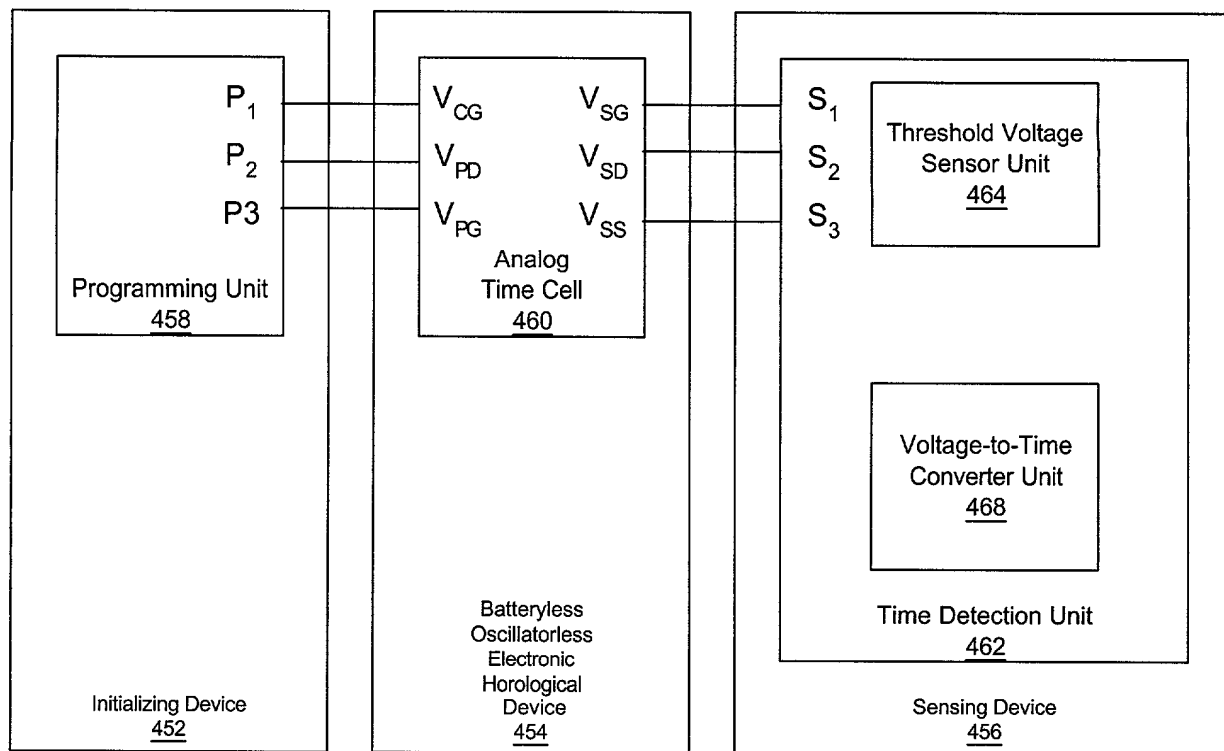 P1
P2
P3
Programming Unit
458
Initializing Device
452
VCG
VPD
VPG
VSG
VSD
VSS
Analog
Time Cell
460
Batteryless
Oscillatorless
Electronic
Horological
Device
454
S1
S2
S3
Threshold Voltage
Sensor Unit
464
Voltage-to-Time
Converter Unit
468
Time Detection Unit
462
Sensing Device
456